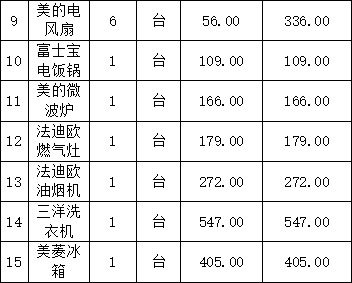 9 美的电风扇 6 台 56.00 336.00
10 富士宝电饭锅 1 台 109.00 109.00
11 美的微波炉 1 台 166.00 166.00
12 法迪欧燃气灶 1 台 179.00 179.00
13 法迪欧油烟机 1 台 272.00 272.00
14 三洋洗衣机 1 台 547.00 547.00
15 美菱冰箱 1 台 405.00 405.00